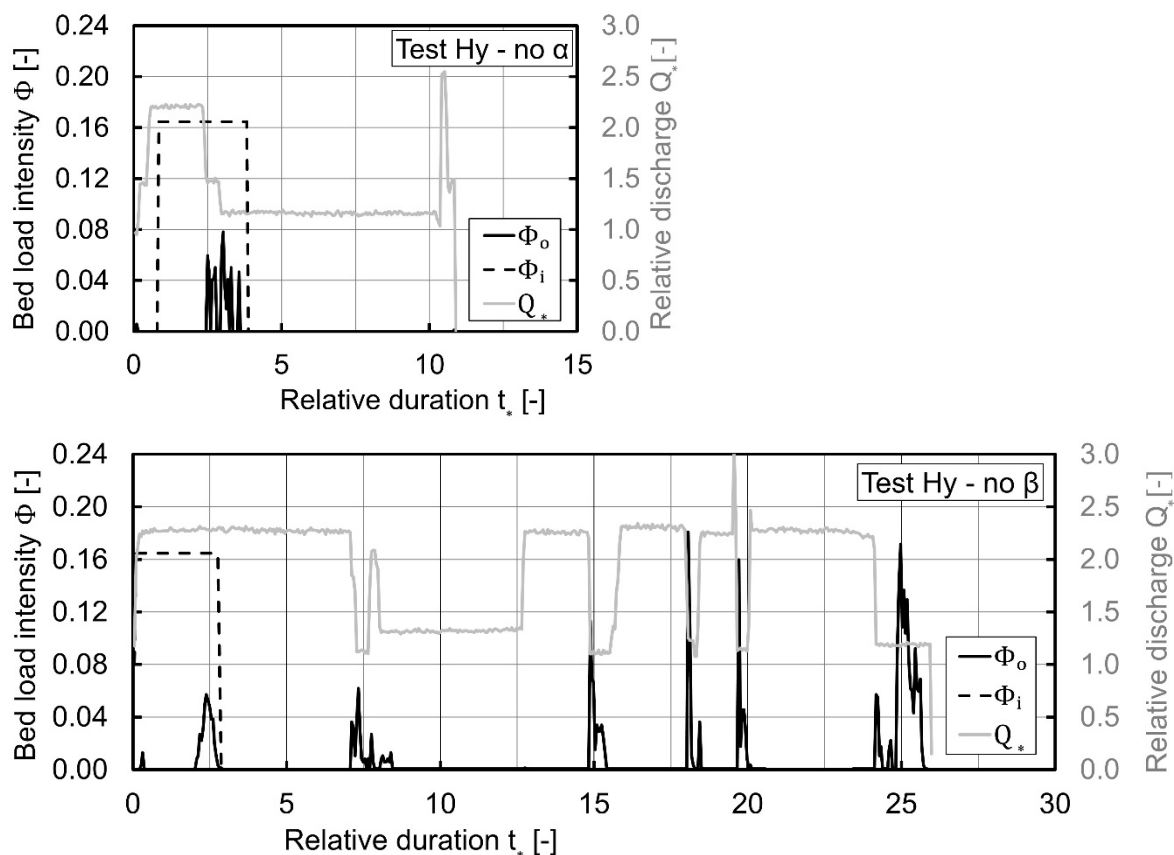 Test Hy - no α
Bed load intensity Φ [-]
0.24
0.20
0.16
0.12
0.08
0.04
0.00
3.0
2.5
2.0
1.5
1.0
0.5
0.0
Relative discharge Q* [-]
Φo
Φi
Q*
0 5 10 15
Relative duration t* [-]
Test Hy - no β
Bed load intensity Φ [-]
0.24
0.20
0.16
0.12
0.08
0.04
0.00
3.0
2.5
2.0
1.5
1.0
0.5
0.0
Relative discharge Q* [-]
Φo
Φi
Q*
0 5 10 15 20 25 30
Relative duration t* [-]